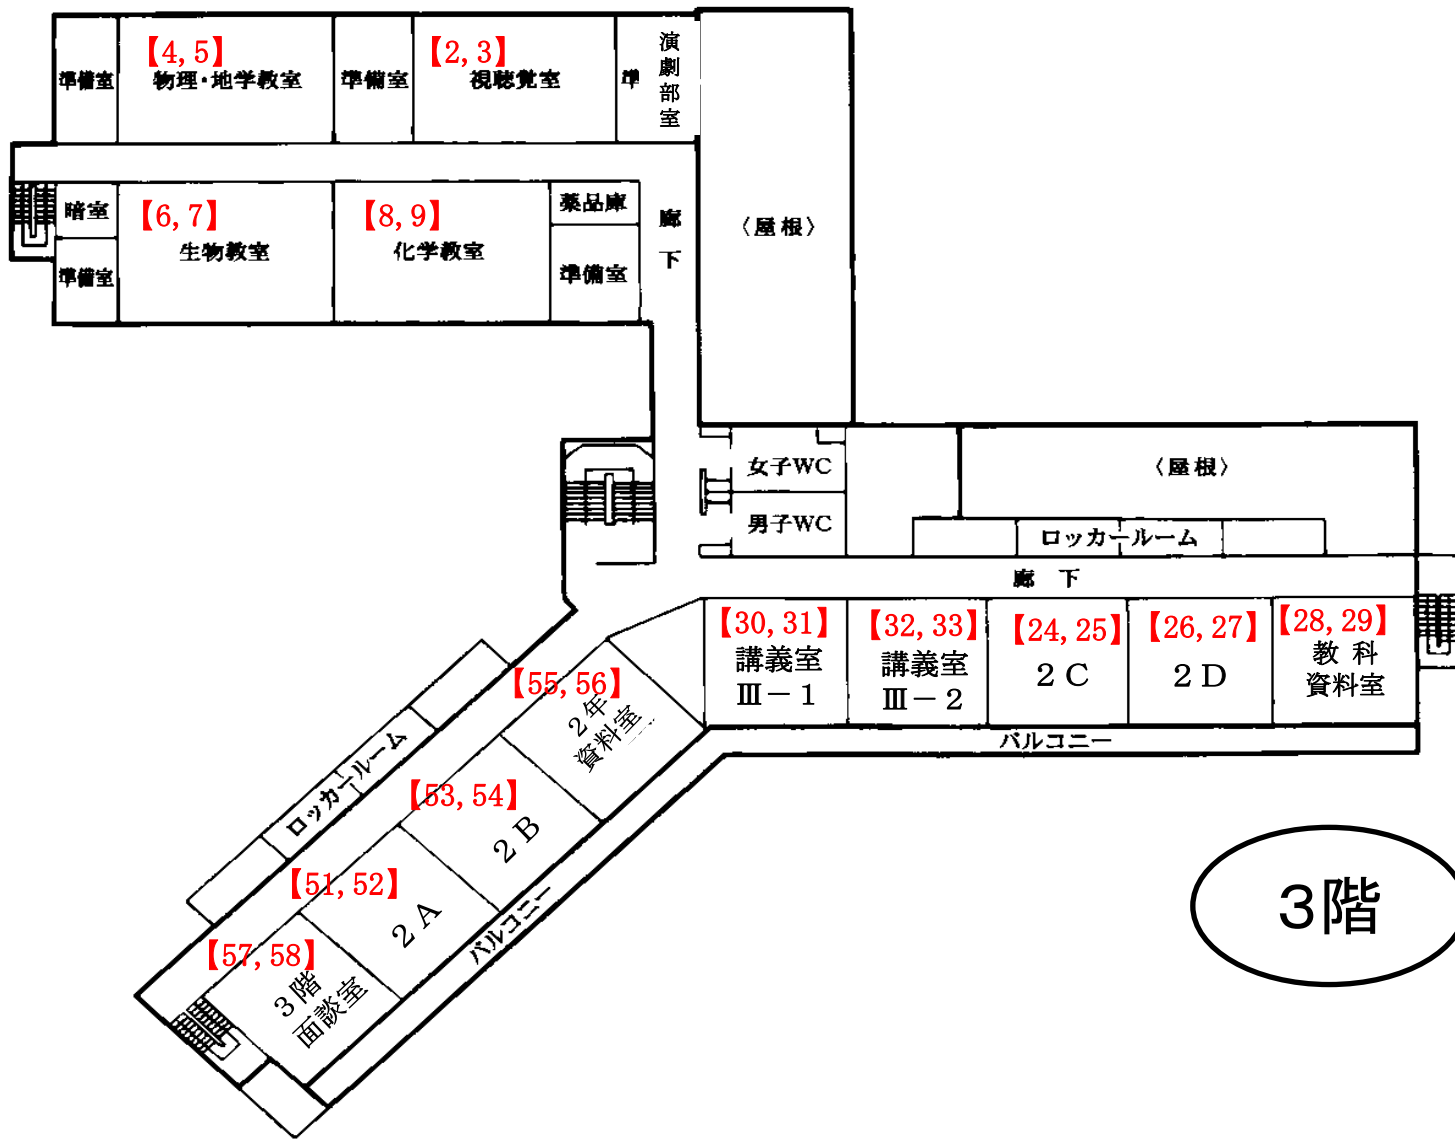 【4, 5】
【2, 3】
準備室
物理・地学教室
準備室
視聴覚室
準
演劇部室
暗室
【6, 7】
生物教室
【8, 9】
化学教室
薬品庫
準備室
準備室
廊下
〈屋根〉
女子WC
男子WC
〈屋根〉
ロッカールーム
廊 下
【30, 31】
講義室
Ⅲ－1
【32, 33】
講義室
Ⅲ－2
【24, 25】
2 C
【26, 27】
2 D
【28, 29】
教 科
資料室
バルコニー
【55, 56】
2年
資料室
【53, 54】
2 B
【51, 52】
2 A
【57, 58】
3階
面談室
ロッカールーム
バルコニー
3階